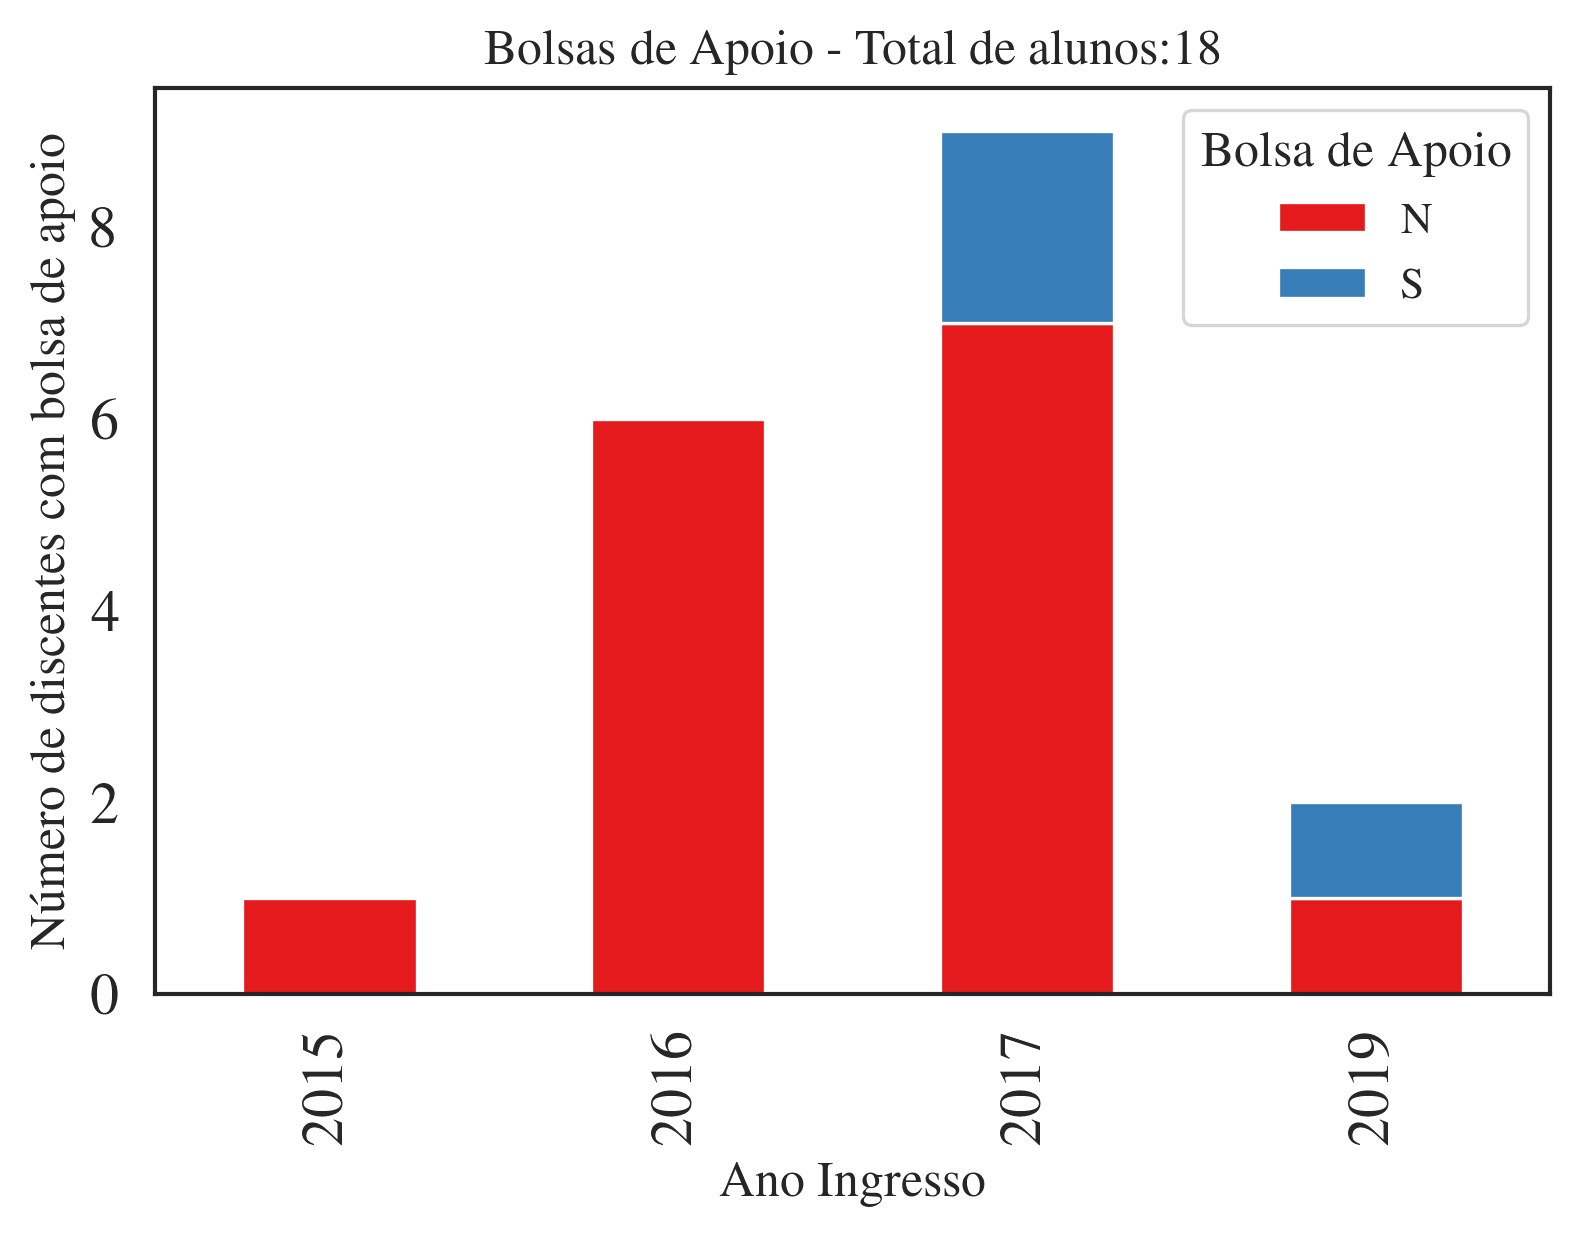 Bolsas de Apoio - Total de alunos:18
Número de discentes com bolsa de apoio
8
6
4
2
0
Bolsa de Apoio
N
S
2015
2016
2017
2019
Ano Ingresso